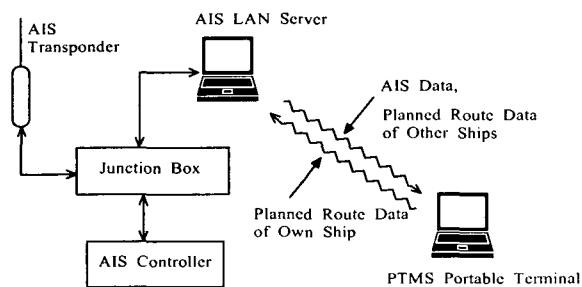 AIS
Transponder
AIS LAN Server
AIS Data,
Planned Route Data
of Other Ships
Junction Box
Planned Route Data
of Own Ship
AIS Controller
PTMS Portable Terminal